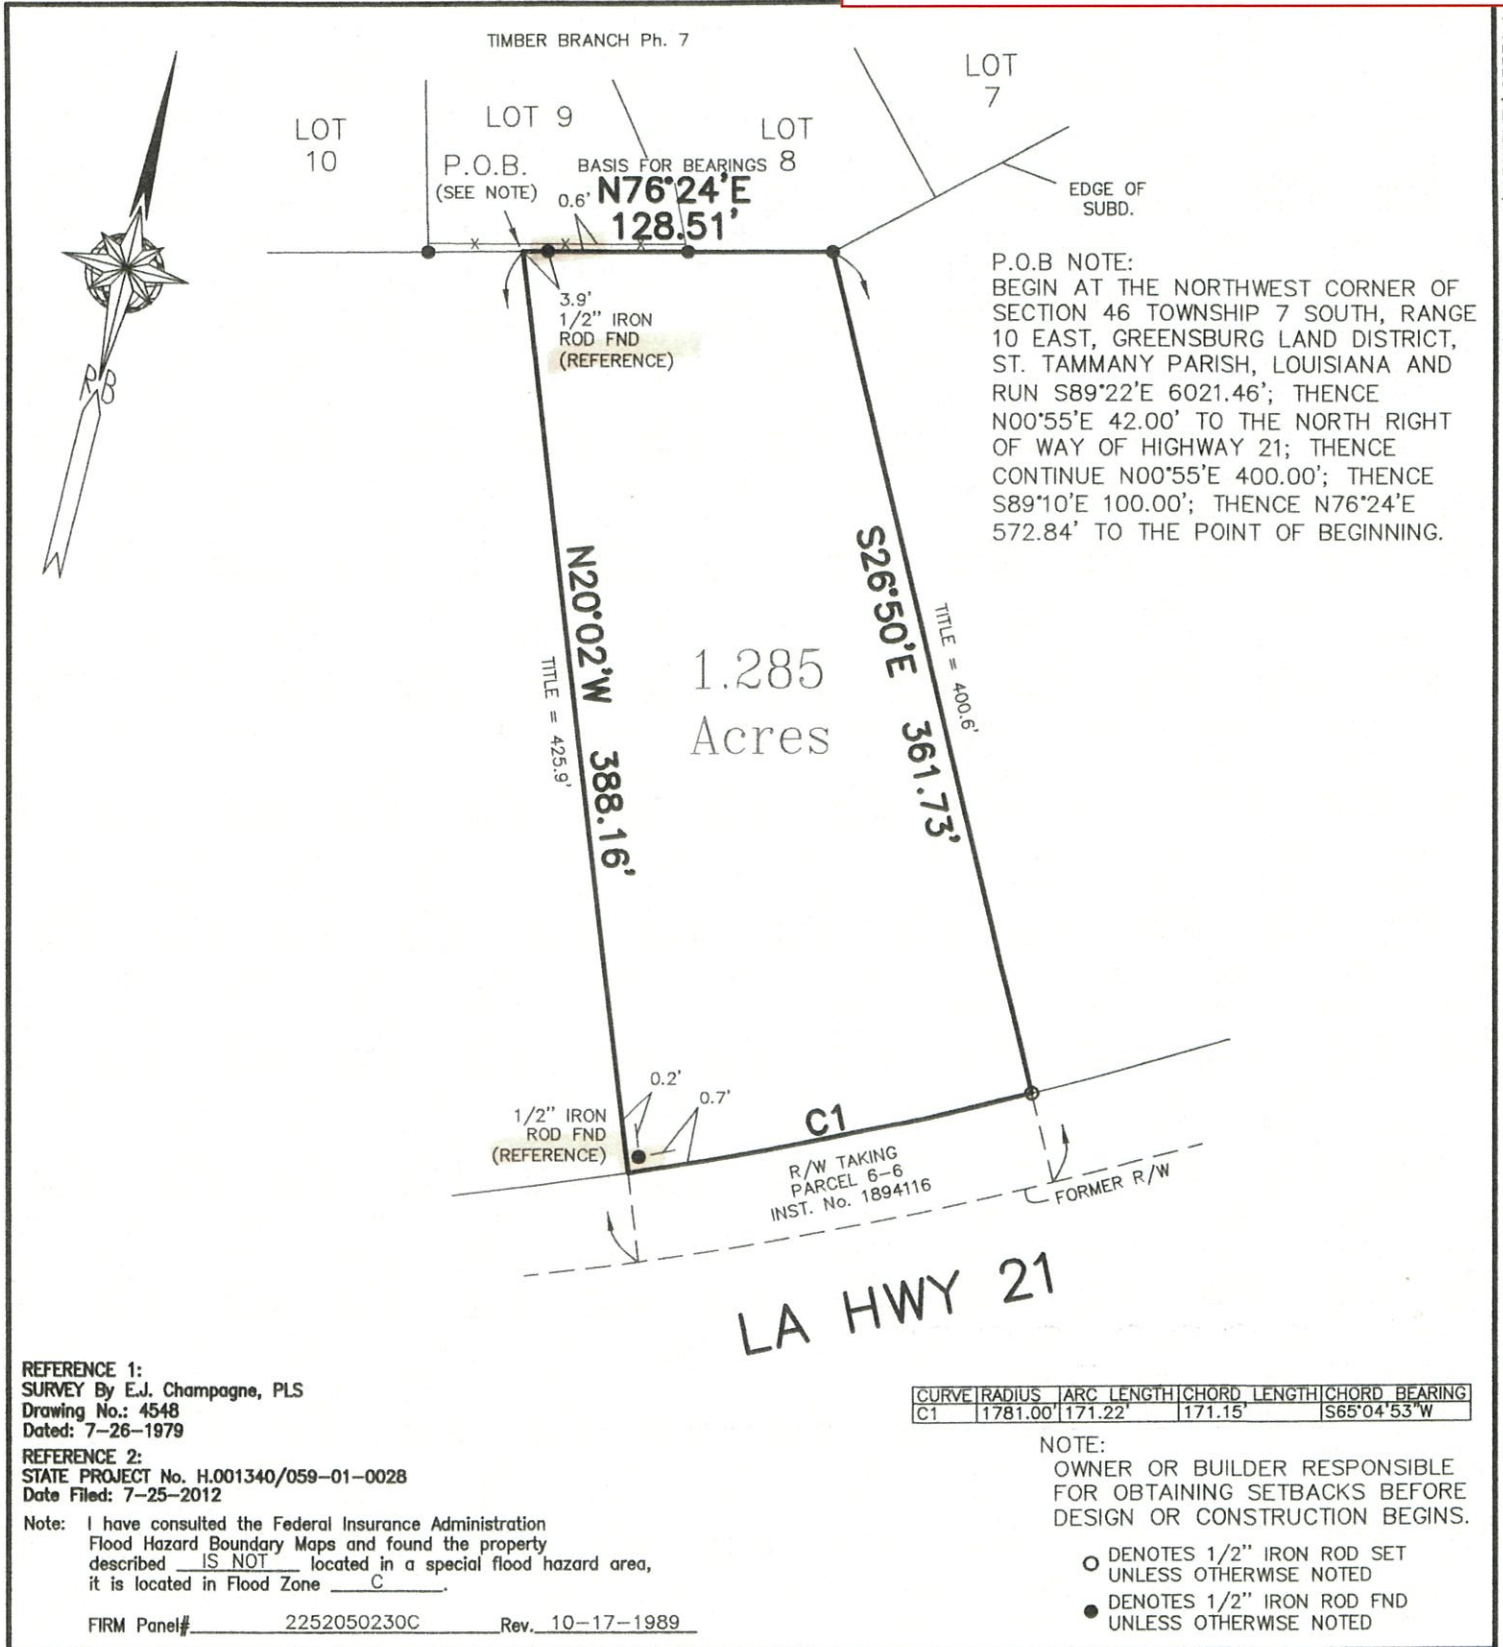 TIMBER BRANCH Ph. 7
LOT
7
LOT
10
LOT 9
LOT
8
P.O.B.
(SEE NOTE)
BASIS FOR BEARINGS
N76°24'E
128.51'
0.6'
EDGE OF
SUBD.
R B
3.9'
1/2" IRON
ROD FND
(REFERENCE)
P.O.B NOTE:
BEGIN AT THE NORTHWEST CORNER OF
SECTION 46 TOWNSHIP 7 SOUTH, RANGE
10 EAST, GREENSBURG LAND DISTRICT,
ST. TAMMANY PARISH, LOUISIANA AND
RUN S89°22'E 6021.46'; THENCE
N00°55'E 42.00' TO THE NORTH RIGHT
OF WAY OF HIGHWAY 21; THENCE
CONTINUE N00°55'E 400.00'; THENCE
S89°10'E 100.00'; THENCE N76°24'E
572.84' TO THE POINT OF BEGINNING.
N20°02'W 388.16'
TITLE = 425.9'
S26°50'E 361.73'
TITLE = 400.6'
1.285
Acres
0.2'
0.7'
1/2" IRON
ROD FND
(REFERENCE)
C1
R/W TAKING
PARCEL 6-6
INST. No. 1894116
FORMER R/W
LA HWY 21
REFERENCE 1:
SURVEY By E.J. Champagne, PLS
Drawing No.: 4548
Dated: 7-26-1979
REFERENCE 2:
STATE PROJECT No. H.001340/059-01-0028
Date Filed: 7-25-2012
Note: I have consulted the Federal Insurance Administration
Flood Hazard Boundary Maps and found the property
described IS NOT located in a special flood hazard area,
it is located in Flood Zone C.
FIRM Panel# 2252050230C Rev. 10-17-1989
CURVE RADIUS ARC LENGTH CHORD LENGTH CHORD BEARING
C1 1781.00' 171.22' 171.15' S65°04'53"W
NOTE:
OWNER OR BUILDER RESPONSIBLE
FOR OBTAINING SETBACKS BEFORE
DESIGN OR CONSTRUCTION BEGINS.
DENOTES 1/2" IRON ROD SET
UNLESS OTHERWISE NOTED
DENOTES 1/2" IRON ROD FND
UNLESS OTHERWISE NOTED